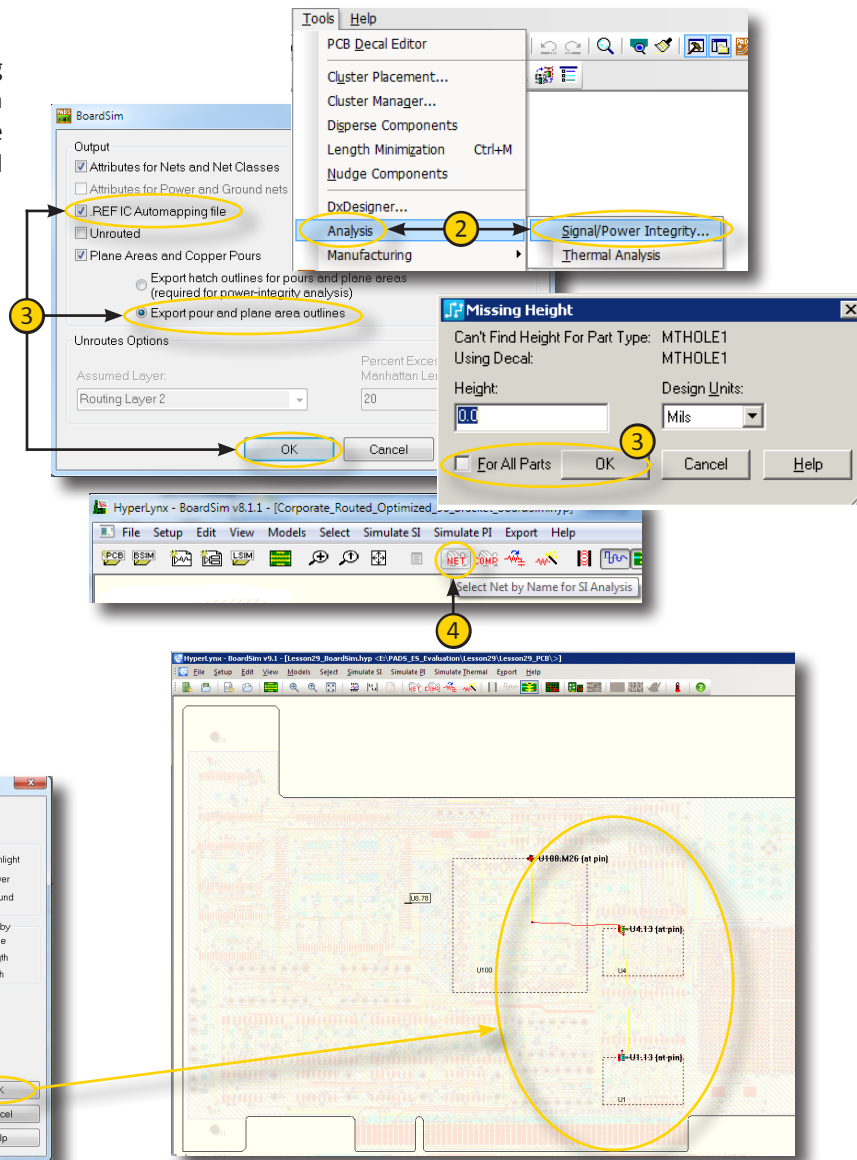 Tools Help
PCB Decal Editor
Cluster Placement...
Cluster Manager...
Disperse Components
Length Minimization Ctrl+M
Nudge Components
DxDesigner...
Analysis
Manufacturing
2
Signal/Power Integrity...
Thermal Analysis
BoardSim
Output
Attributes for Nets and Net Classes
Attributes for Power and Ground nets
.REF IC Automapping file
Unrouted
Plane Areas and Copper Pours
Export hatch outlines for pours and plane areas
(required for power-integrity analysis)
Export pour and plane area outlines
3
Unroutes Options
Assumed Layer:
Routing Layer 2
Percent
Manhattan
20
OK Cancel
Missing Height
Can't Find Height For Part Type: MTHOLE1
Using Decal: MTHOLE1
Height: Design Units:
0.0 Mils
3
For All Parts OK Cancel Help
HyperLynx - BoardSim v8.1.1 - [Corporate_Routed_Optimized
File Setup Edit View Models Select Simulate SI Simulate PI Export Help
PCB BSIM LSIM NET COMP
Select Net by Name for SI Analysis
4
HyperLynx - BoardSim v9.1 - [Lesson29_BoardSim.hyp <E:\PADS_ES_Evaluation\Lesson29\Lesson29_PCB\>]
File Setup Edit View Models Select Simulate SI Simulate PI Simulate Thermal Export Help
NET COMP
U100:M26 (at pin)
U8.78
U4.13 (at pin)
U100
U4
U1.13 (at pin)
U1